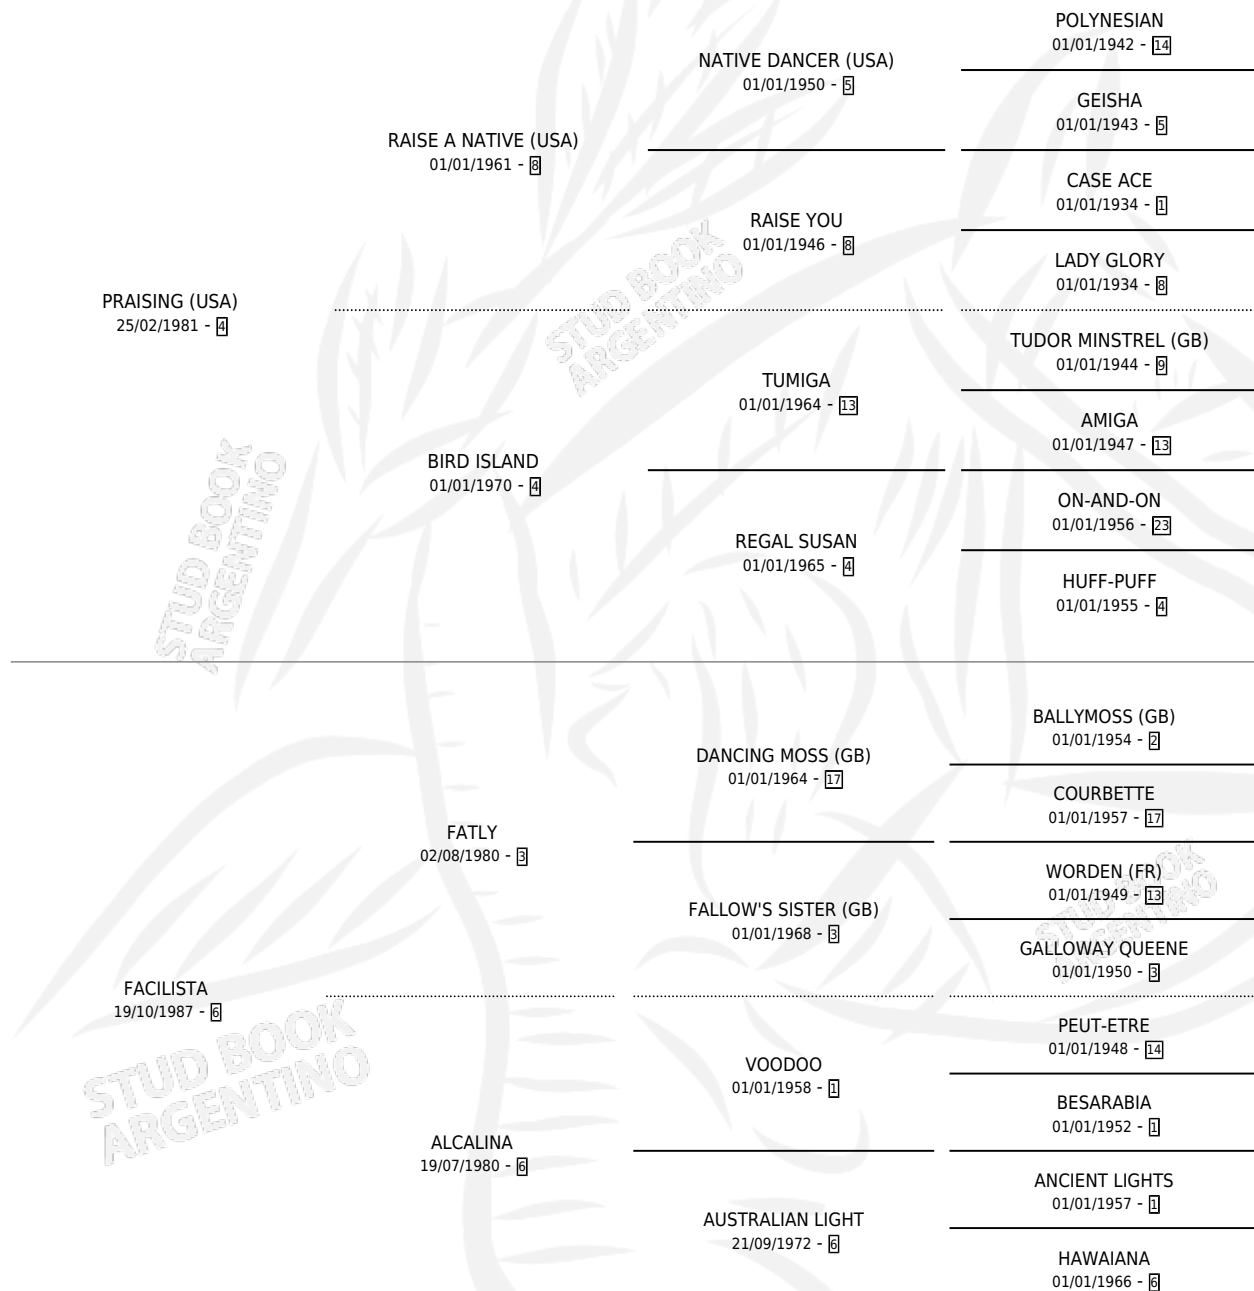 POLYNESIAN
01/01/1942 - 14
NATIVE DANCER (USA)
01/01/1950 - 5
GEISHA
01/01/1943 - 5
RAISE A NATIVE (USA)
01/01/1961 - 8
CASE ACE
01/01/1934 - 1
RAISE YOU
01/01/1946 - 8
LADY GLORY
01/01/1934 - 8
PRAISING (USA)
25/02/1981 - 4
STUD BOOK
ARGENTINO
TUDOR MINSTREL (GB)
01/01/1944 - 9
TUMIGA
01/01/1964 - 13
AMIGA
01/01/1947 - 13
BIRD ISLAND
01/01/1970 - 4
ON-AND-ON
01/01/1956 - 23
REGAL SUSAN
01/01/1965 - 4
HUFF-PUFF
01/01/1955 - 4
STUD BOOK
ARGENTINO
BALLYMOSS (GB)
01/01/1954 - 2
DANCING MOSS (GB)
01/01/1964 - 17
COURBETTE
01/01/1957 - 17
FATLY
02/08/1980 - 3
WORDEN (FR)
01/01/1949 - 13
FALLOW'S SISTER (GB)
01/01/1968 - 3
GALLOWAY QUEENE
01/01/1950 - 3
STUD BOOK
ARGENTINO
FACILISTA
19/10/1987 - 6
PEUT-ETRE
01/01/1948 - 14
VOODOO
01/01/1958 - 1
BESARABIA
01/01/1952 - 1
STUD BOOK
ARGENTINO
ALCALINA
19/07/1980 - 6
ANCIENT LIGHTS
01/01/1957 - 1
AUSTRALIAN LIGHT
21/09/1972 - 6
HAWAIANA
01/01/1966 - 6